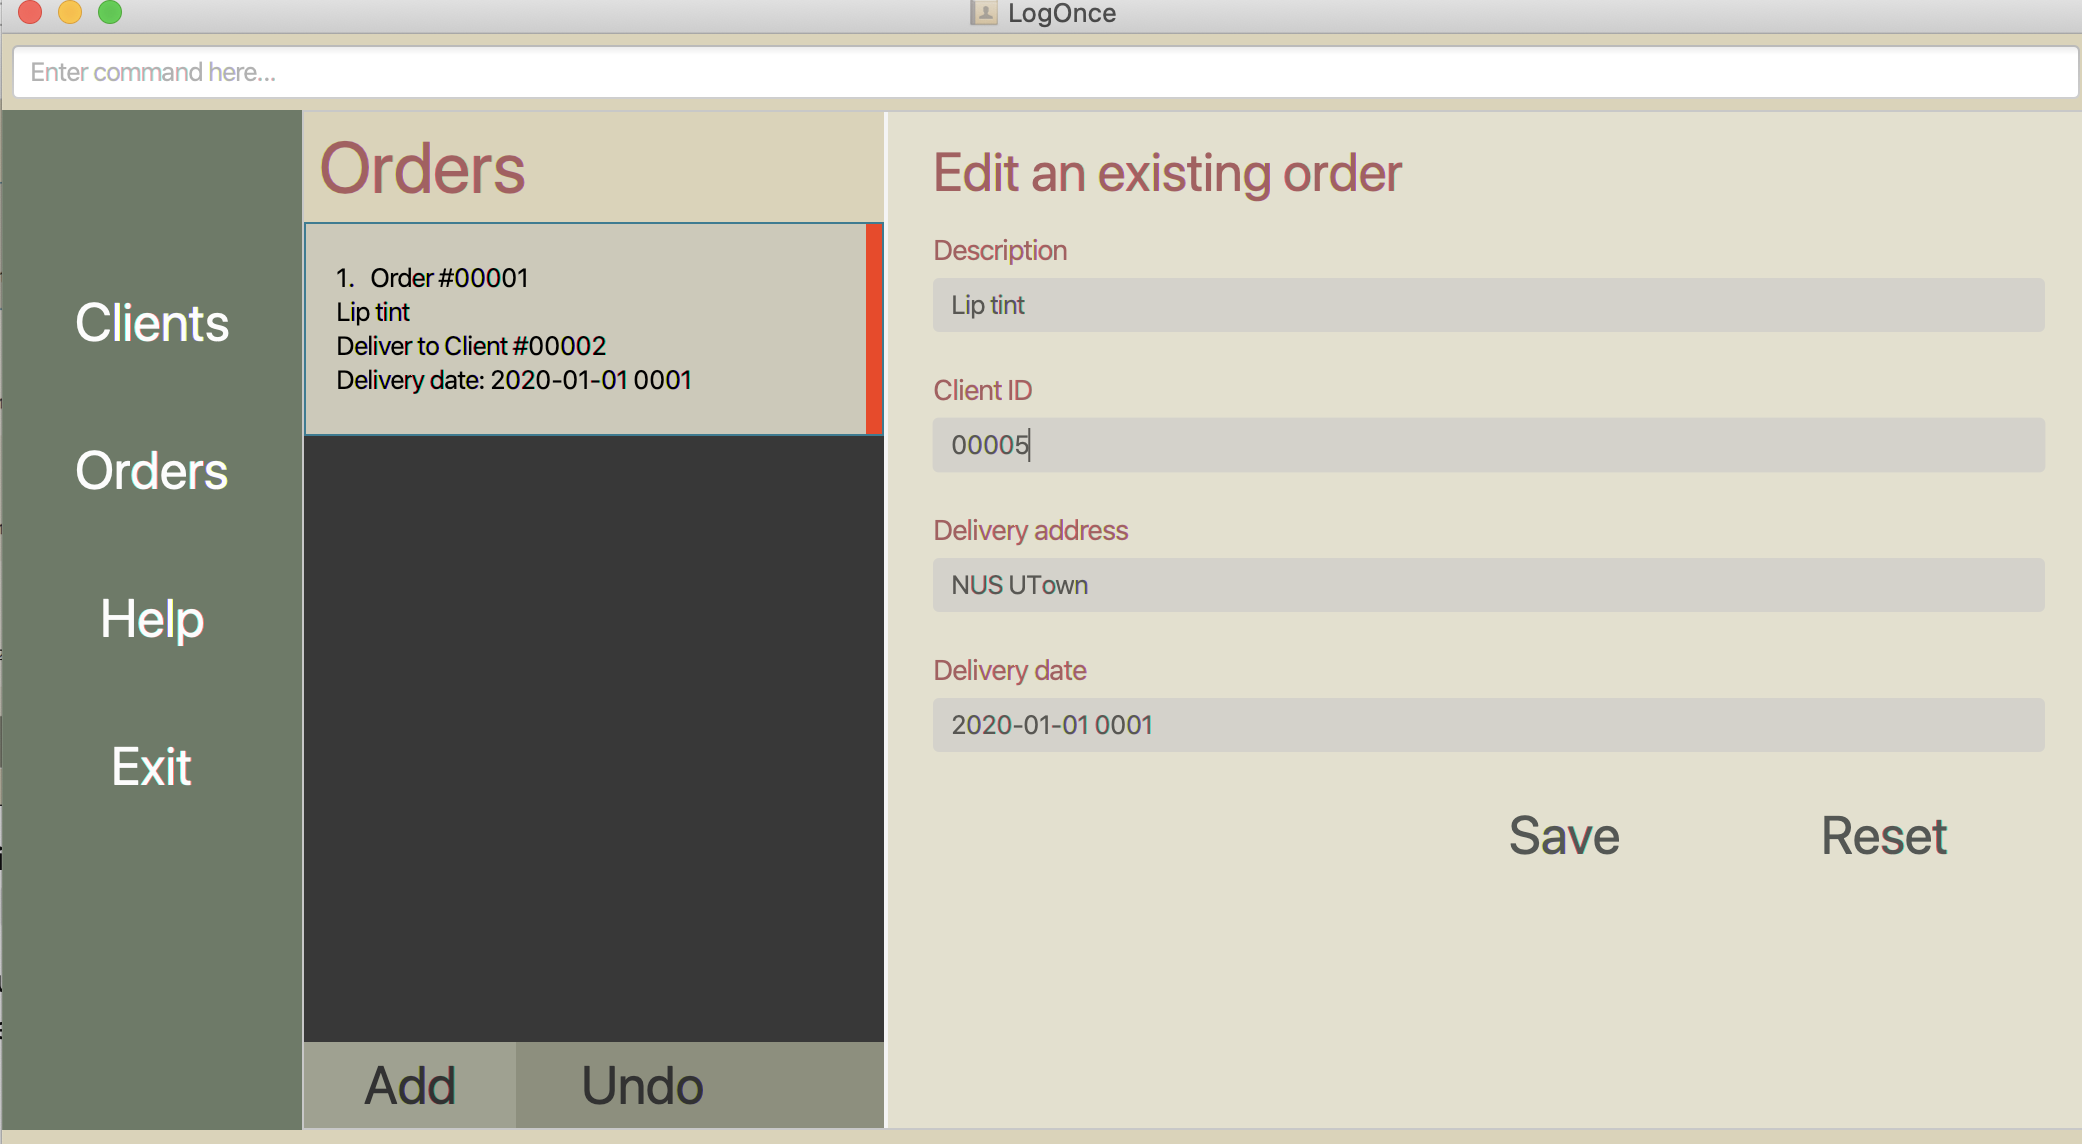 LogOnce
Enter command here...
Clients
Orders
Help
Exit
Orders
1. Order #00001
Lip tint
Deliver to Client #00002
Delivery date: 2020-01-01 0001
Add
Undo
Edit an existing order
Description
Lip tint
Client ID
00005
Delivery address
NUS UTown
Delivery date
2020-01-01 0001
Save
Reset